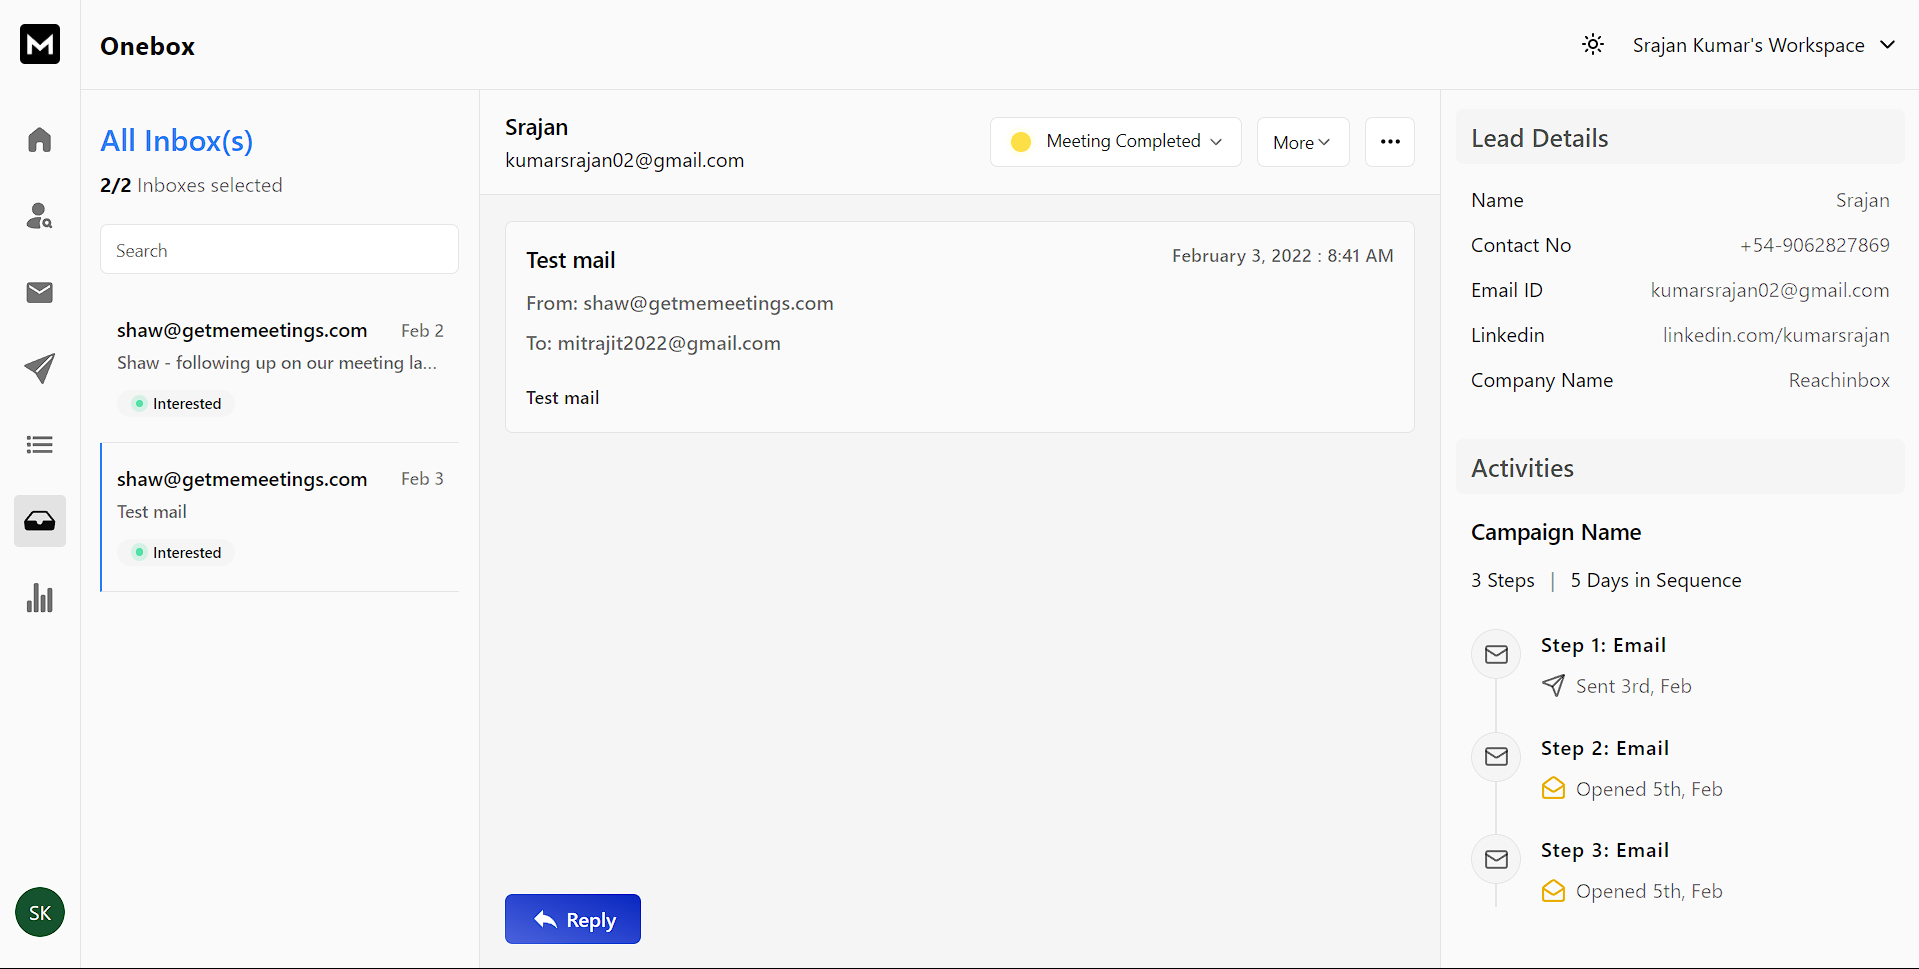 M
Onebox
Srajan Kumar's Workspace
All Inbox(s)
2/2 Inboxes selected
Search
shaw@getmemeetings.com Feb 2
Shaw - following up on our meeting la...
Interested
shaw@getmemeetings.com Feb 3
Test mail
Interested
SK
Srajan
kumarsrajan02@gmail.com
Meeting Completed
More
Test mail
February 3, 2022 : 8:41 AM
From: shaw@getmemeetings.com
To: mitrajit2022@gmail.com
Test mail
Reply
Lead Details
Name Srajan
Contact No +54-9062827869
Email ID kumarsrajan02@gmail.com
Linkedin linkedin.com/kumarsrajan
Company Name Reachinbox
Activities
Campaign Name
3 Steps | 5 Days in Sequence
Step 1: Email
Sent 3rd, Feb
Step 2: Email
Opened 5th, Feb
Step 3: Email
Opened 5th, Feb